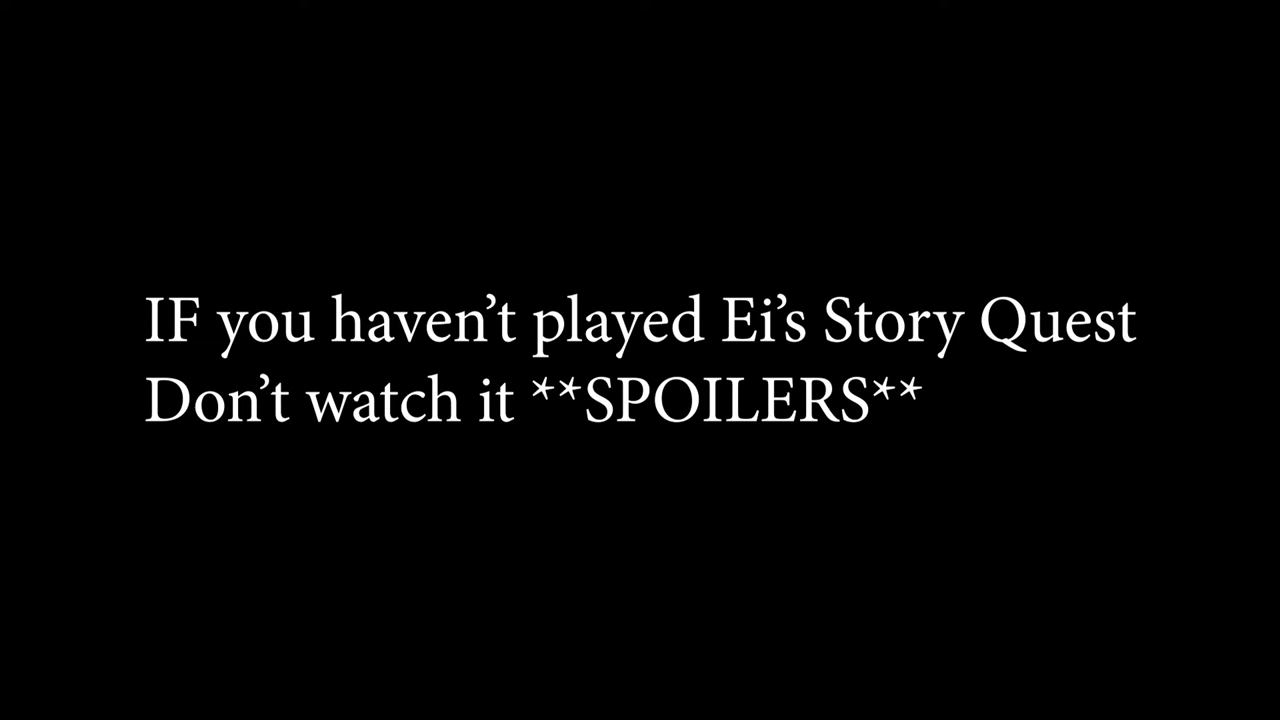 IF you haven’t played Ei’s Story Quest
Don’t watch it **SPOILERS**